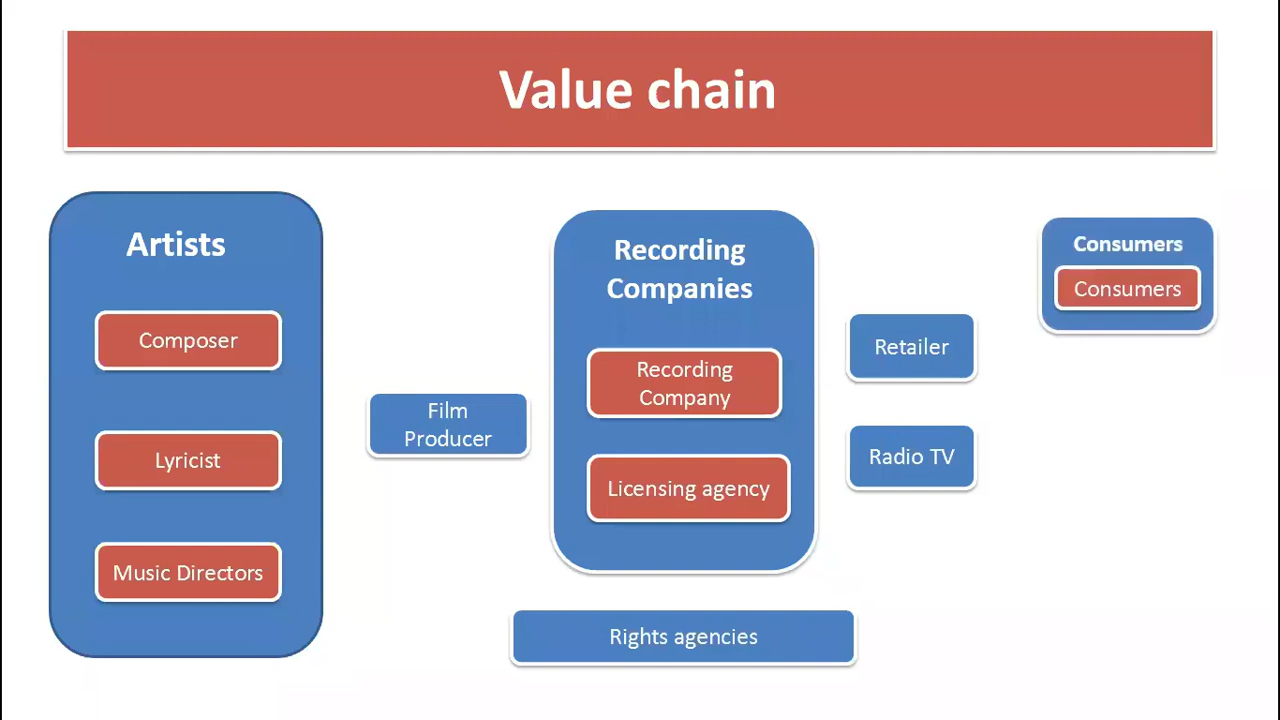 Value chain
Artists
Composer
Lyricist
Music Directors
Film
Producer
Recording
Companies
Recording
Company
Licensing agency
Rights agencies
Retailer
Radio TV
Consumers
Consumers